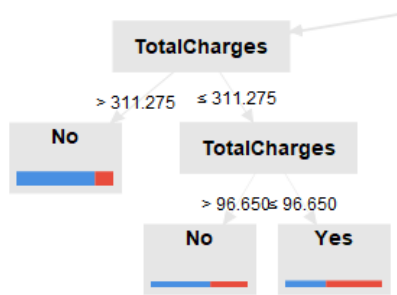 TotalCharges
> 311.275 ≤ 311.275
No
TotalCharges
> 96.650 ≤ 96.650
No Yes